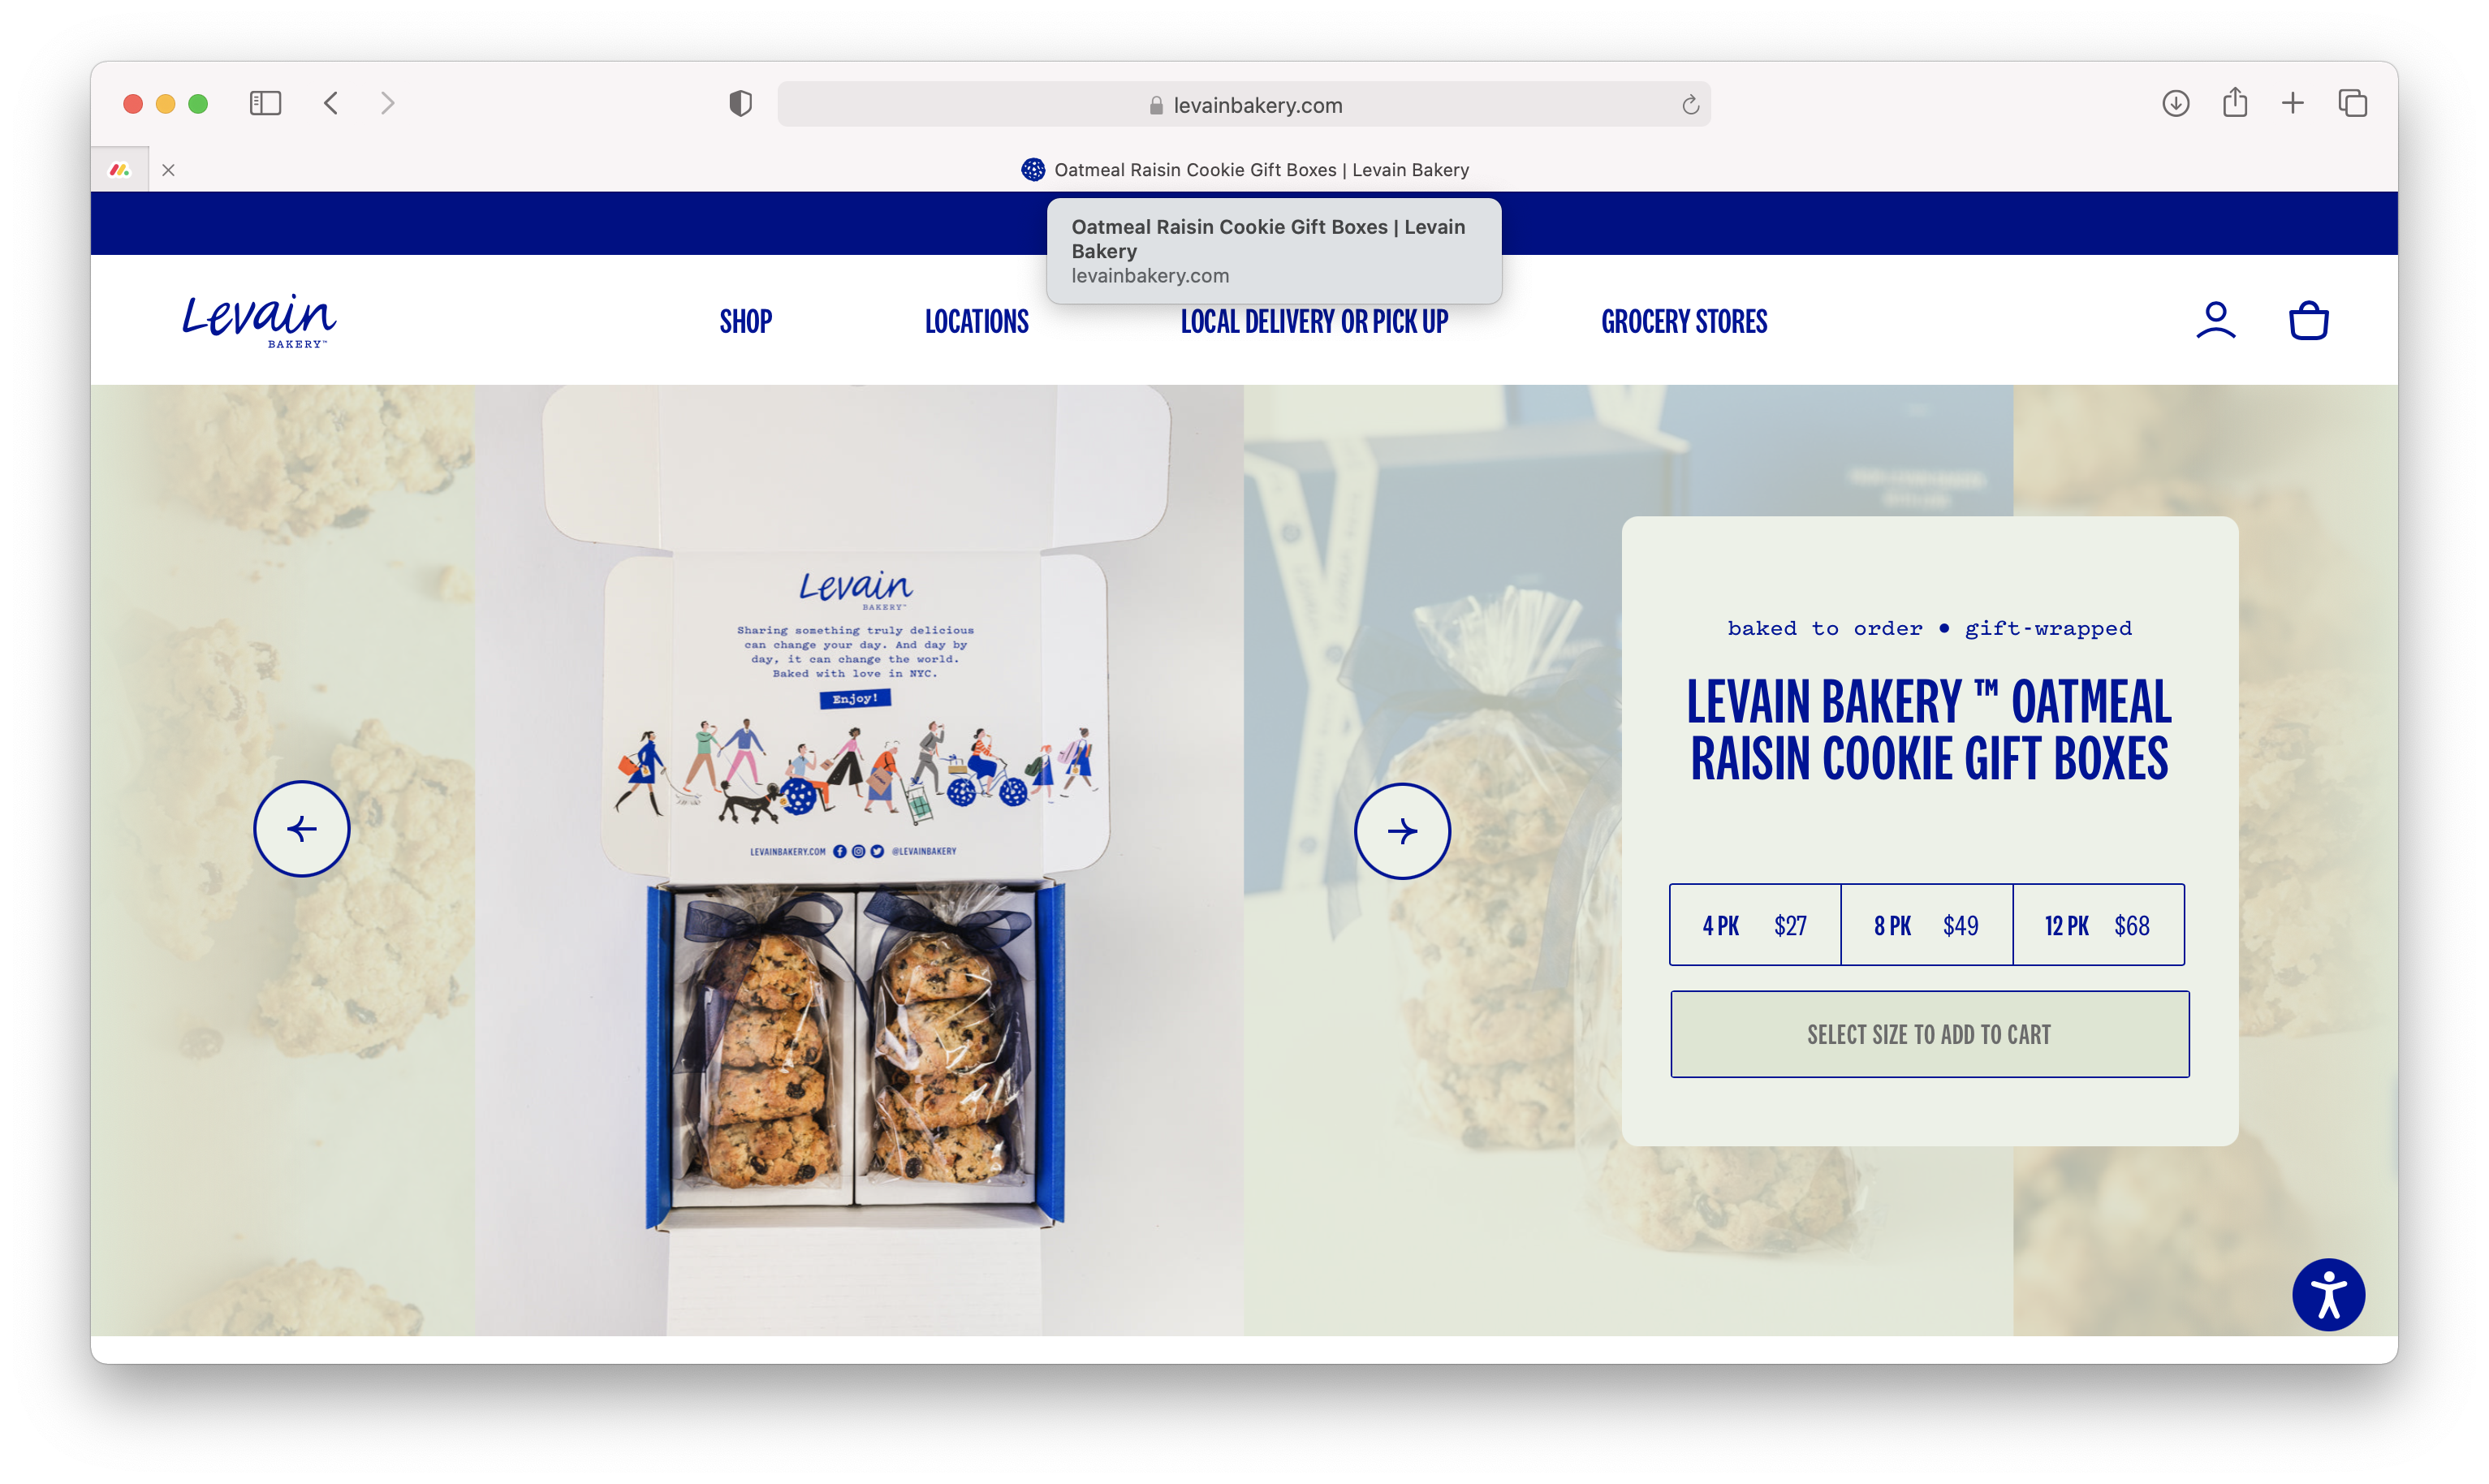 levainbakery.com
Oatmeal Raisin Cookie Gift Boxes | Levain Bakery
Oatmeal Raisin Cookie Gift Boxes | Levain
Bakery
levainbakery.com
Levain
BAKERY™
SHOP
LOCATIONS
LOCAL DELIVERY OR PICK UP
GROCERY STORES
Levain
BAKERY™
Sharing something truly delicious
can change your day. And day by
day, it can change the world.
Baked with love in NYC.
Enjoy!
LEVAINBAKERY.COM @LEVAINBAKERY
baked to order • gift-wrapped
LEVAIN BAKERY ™ OATMEAL
RAISIN COOKIE GIFT BOXES
4 PK $27 8 PK $49 12 PK $68
SELECT SIZE TO ADD TO CART